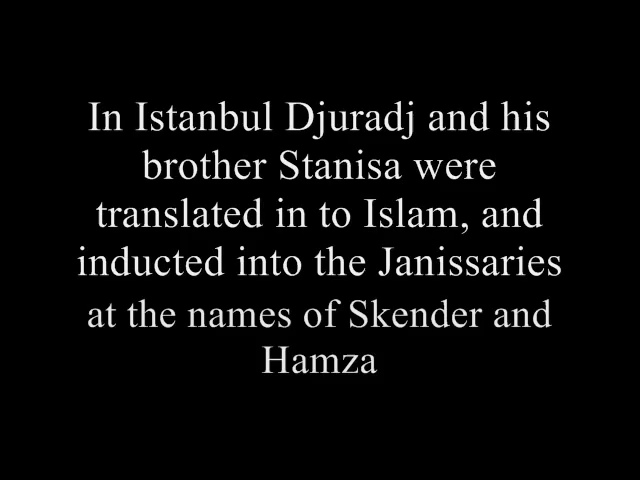 In Istanbul Djuradj and his
brother Stanisa were
translated in to Islam, and
inducted into the Janissaries
at the names of Skender and
Hamza